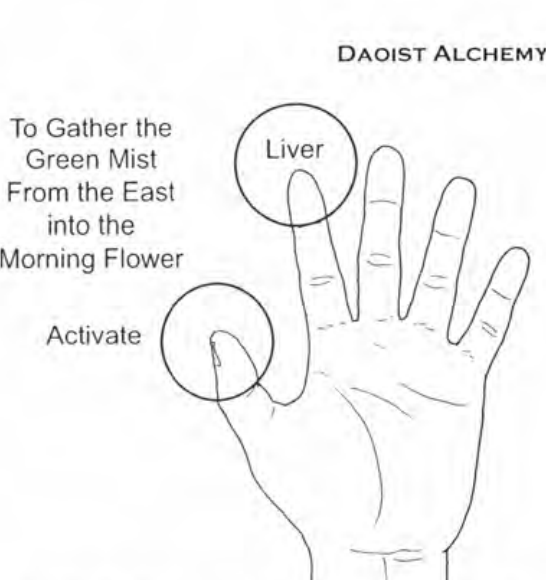 DAOIST ALCHEMY
To Gather the
Green Mist
From the East
into the
Morning Flower
Liver
Activate